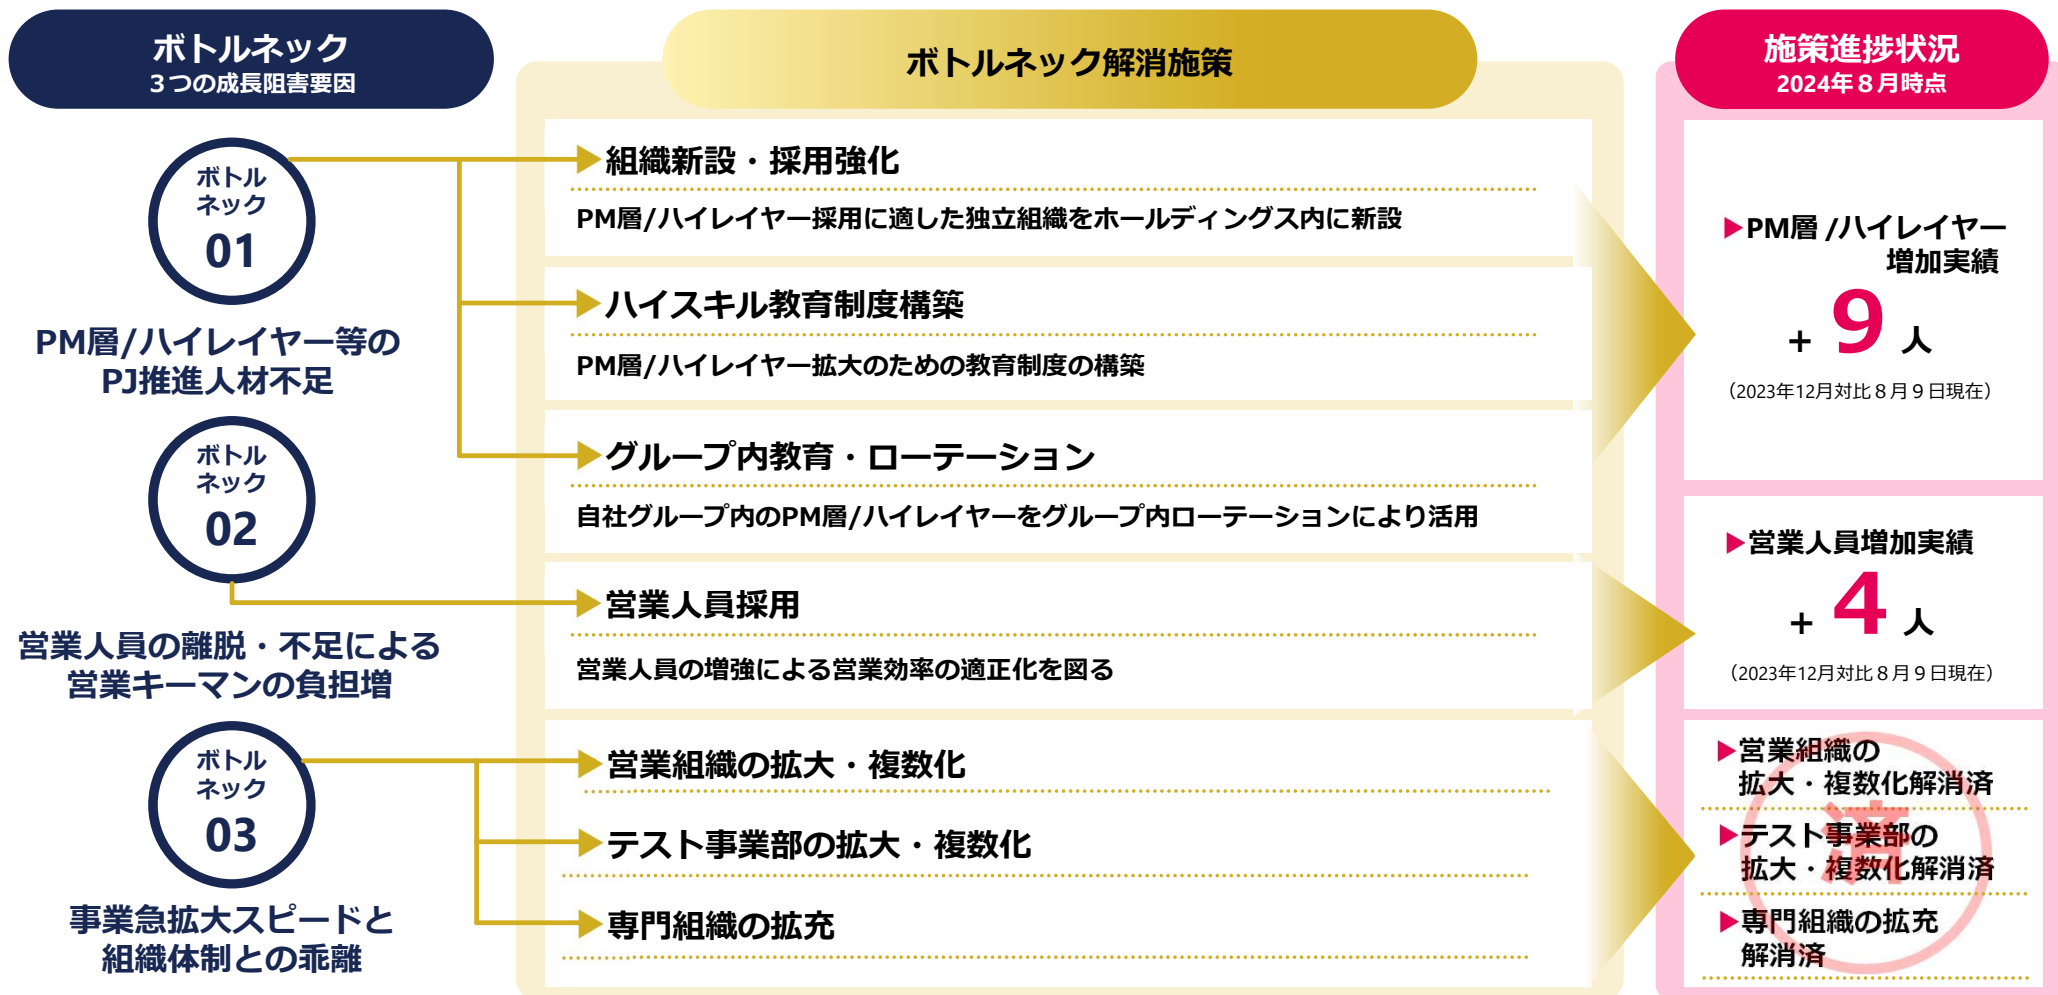 ボトルネック
３つの成長阻害要因
ボトルネック解消施策
施策進捗状況
2024年８月時点
ボトル
ネック
01
PM層/ハイレイヤー等の
PJ推進人材不足
ボトル
ネック
02
営業人員の離脱・不足による
営業キーマンの負担増
ボトル
ネック
03
事業急拡大スピードと
組織体制との乖離
組織新設・採用強化
PM層/ハイレイヤー採用に適した独立組織をホールディングス内に新設
ハイスキル教育制度構築
PM層/ハイレイヤー拡大のための教育制度の構築
グループ内教育・ローテーション
自社グループ内のPM層/ハイレイヤーをグループ内ローテーションにより活用
営業人員採用
営業人員の増強による営業効率の適正化を図る
営業組織の拡大・複数化
テスト事業部の拡大・複数化
専門組織の拡充
▶PM層 /ハイレイヤー
増加実績
+ 9 人
（2023年12月対比８月９日現在）
▶営業人員増加実績
+ 4 人
（2023年12月対比８月９日現在）
▶営業組織の
拡大・複数化解消済
▶テスト事業部の
拡大・複数化解消済
▶専門組織の拡充
解消済
済